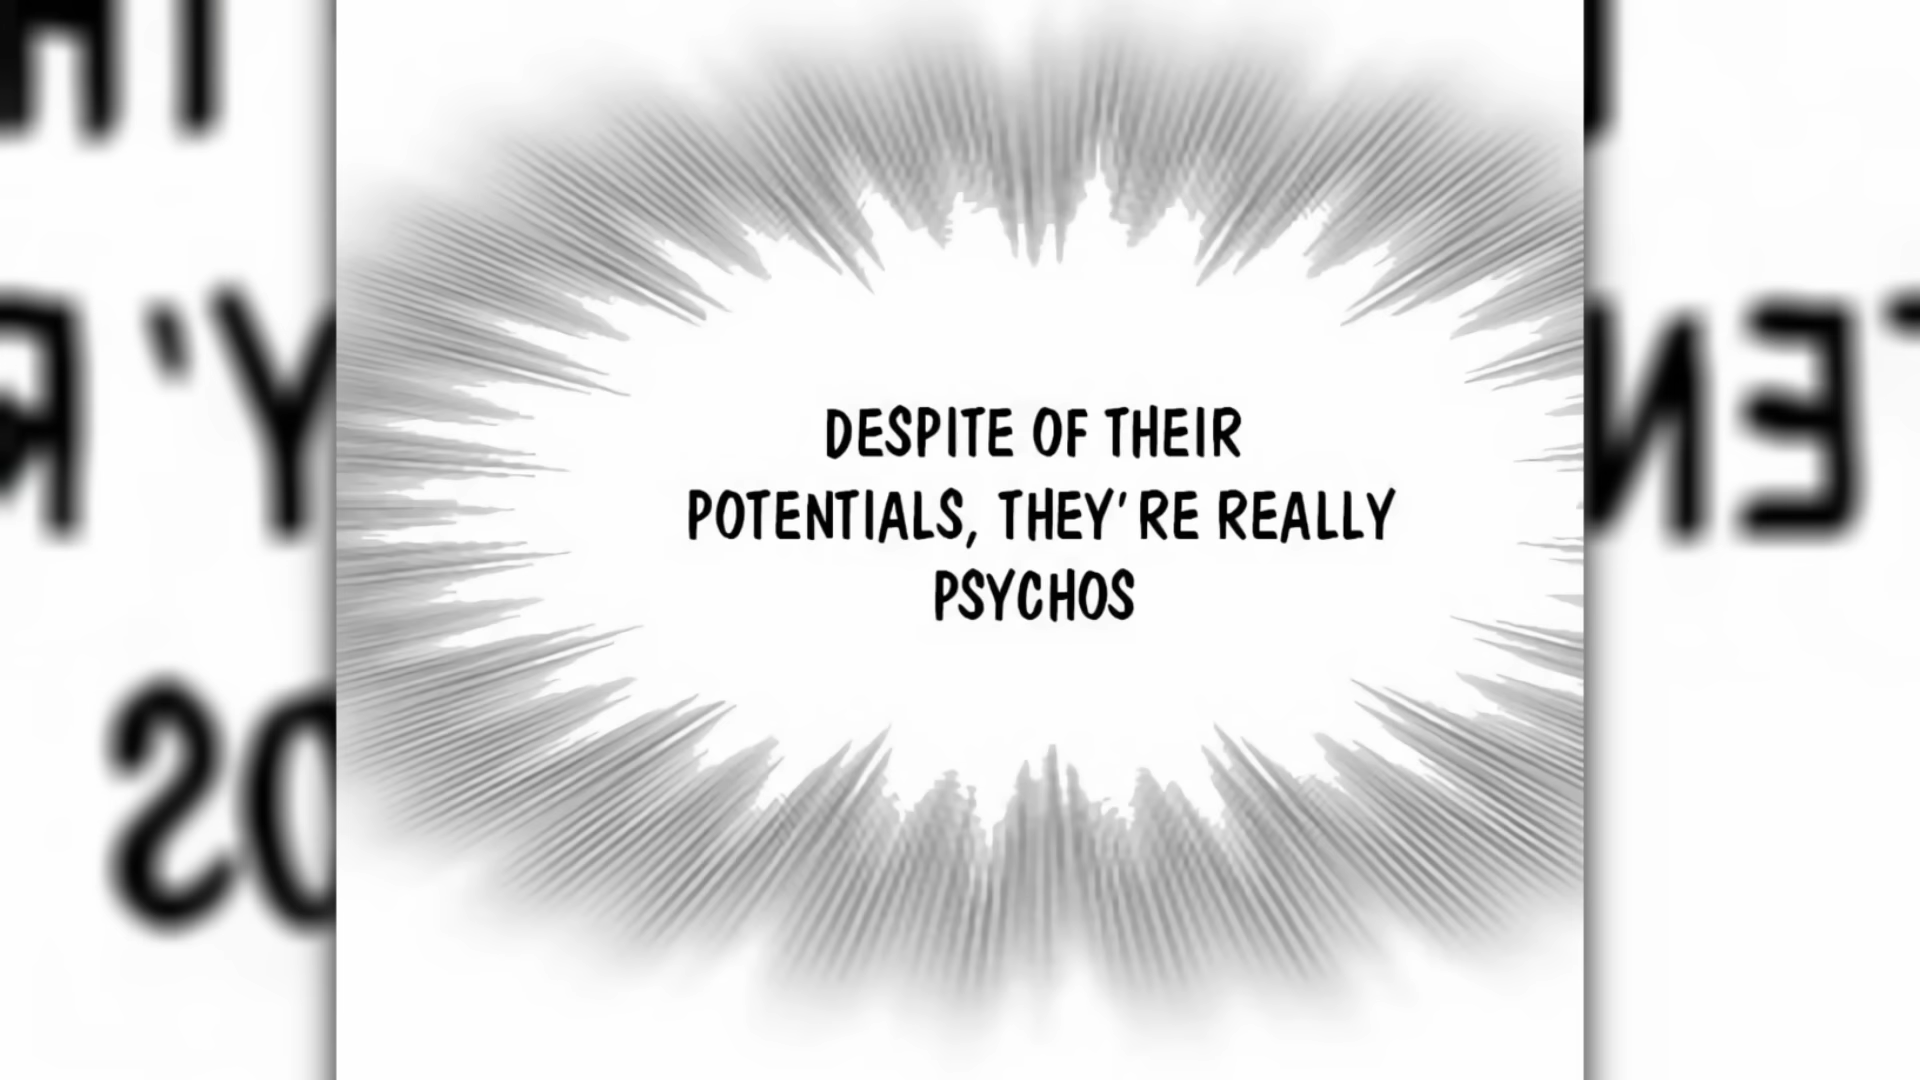 DESPITE OF THEIR
POTENTIALS, THEY'RE REALLY
PSYCHOS